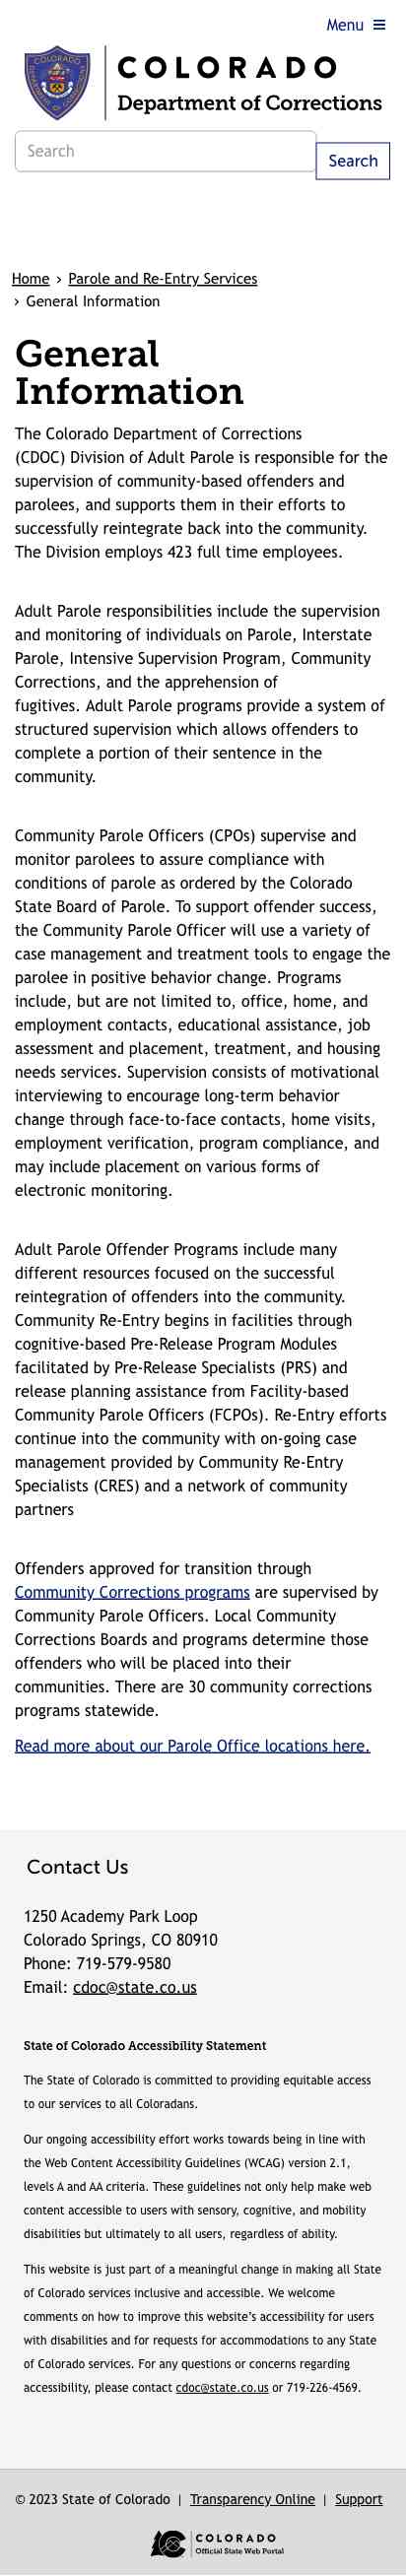 Menu
COLORADO
Department of Corrections
Search
Search
Home › Parole and Re-Entry Services
› General Information
General
Information
The Colorado Department of Corrections
(CDOC) Division of Adult Parole is responsible for the
supervision of community-based offenders and
parolees, and supports them in their efforts to
successfully reintegrate back into the community.
The Division employs 423 full time employees.
Adult Parole responsibilities include the supervision
and monitoring of individuals on Parole, Interstate
Parole, Intensive Supervision Program, Community
Corrections, and the apprehension of
fugitives. Adult Parole programs provide a system of
structured supervision which allows offenders to
complete a portion of their sentence in the
community.
Community Parole Officers (CPOs) supervise and
monitor parolees to assure compliance with
conditions of parole as ordered by the Colorado
State Board of Parole. To support offender success,
the Community Parole Officer will use a variety of
case management and treatment tools to engage the
parolee in positive behavior change. Programs
include, but are not limited to, office, home, and
employment contacts, educational assistance, job
assessment and placement, treatment, and housing
needs services. Supervision consists of motivational
interviewing to encourage long-term behavior
change through face-to-face contacts, home visits,
employment verification, program compliance, and
may include placement on various forms of
electronic monitoring.
Adult Parole Offender Programs include many
different resources focused on the successful
reintegration of offenders into the community.
Community Re-Entry begins in facilities through
cognitive-based Pre-Release Program Modules
facilitated by Pre-Release Specialists (PRS) and
release planning assistance from Facility-based
Community Parole Officers (FCPOs). Re-Entry efforts
continue into the community with on-going case
management provided by Community Re-Entry
Specialists (CRES) and a network of community
partners
Offenders approved for transition through
Community Corrections programs are supervised by
Community Parole Officers. Local Community
Corrections Boards and programs determine those
offenders who will be placed into their
communities. There are 30 community corrections
programs statewide.
Read more about our Parole Office locations here.
Contact Us
1250 Academy Park Loop
Colorado Springs, CO 80910
Phone: 719-579-9580
Email: cdoc@state.co.us
State of Colorado Accessibility Statement
The State of Colorado is committed to providing equitable access
to our services to all Coloradans.
Our ongoing accessibility effort works towards being in line with
the Web Content Accessibility Guidelines (WCAG) version 2.1,
levels A and AA criteria. These guidelines not only help make web
content accessible to users with sensory, cognitive, and mobility
disabilities but ultimately to all users, regardless of ability.
This website is just part of a meaningful change in making all State
of Colorado services inclusive and accessible. We welcome
comments on how to improve this website's accessibility for users
with disabilities and for requests for accommodations to any State
of Colorado services. For any questions or concerns regarding
accessibility, please contact cdoc@state.co.us or 719-226-4569.
© 2023 State of Colorado | Transparency Online | Support
COLORADO
Official State Web Portal